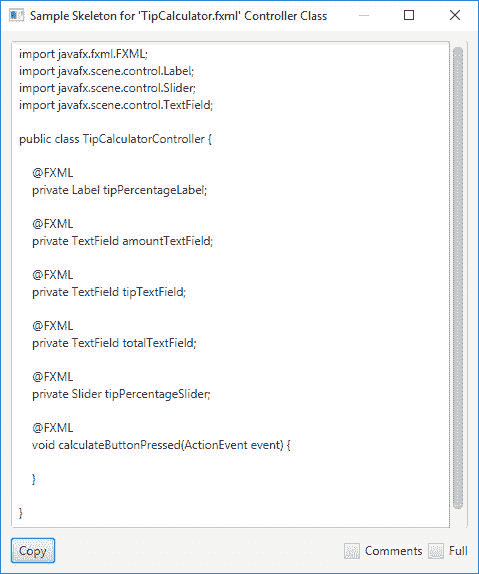 Sample Skeleton for 'TipCalculator.fxml' Controller Class
import javafx.fxml.FXML;
import javafx.scene.control.Label;
import javafx.scene.control.Slider;
import javafx.scene.control.TextField;
public class TipCalculatorController {
@FXML
private Label tipPercentageLabel;
@FXML
private TextField amountTextField;
@FXML
private TextField tipTextField;
@FXML
private TextField totalTextField;
@FXML
private Slider tipPercentageSlider;
@FXML
void calculateButtonPressed(ActionEvent event) {
}
}
Copy Comments Full